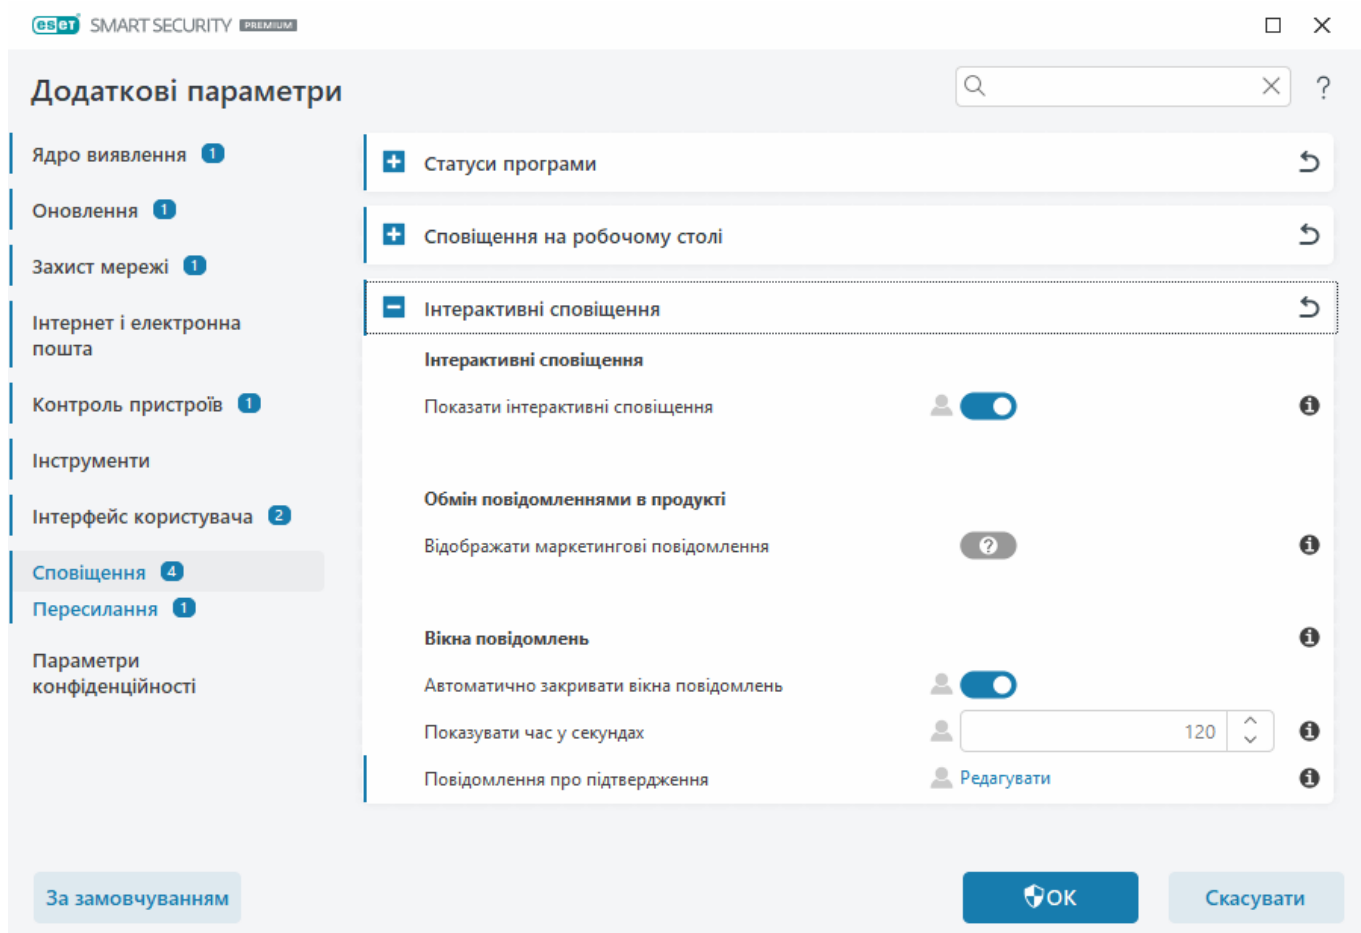 eset SMART SECURITY PREMIUM
Додаткові параметри
?
Ядро виявлення 1
Оновлення 1
Захист мережі 1
Інтернет і електронна
пошта
Контроль пристроїв 1
Інструменти
Інтерфейс користувача 2
Сповіщення 4
Пересилання 1
Параметри
конфіденційності
Статуси програми
Сповіщення на робочому столі
Інтерактивні сповіщення
Інтерактивні сповіщення
Показати інтерактивні сповіщення
Обмін повідомленнями в продукті
Відображати маркетингові повідомлення ?
Вікна повідомлень
Автоматично закривати вікна повідомлень
Показувати час у секундах 120
Повідомлення про підтвердження Редагувати
За замовчуванням
ОК
Скасувати